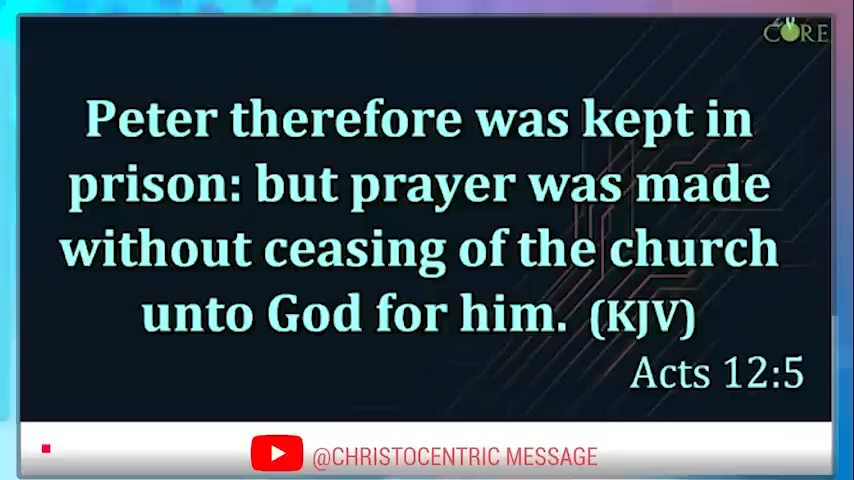 CORE
Peter therefore was kept in
prison: but prayer was made
without ceasing of the church
unto God for him. (KJV)
Acts 12:5
@CHRISTOCENTRIC MESSAGE